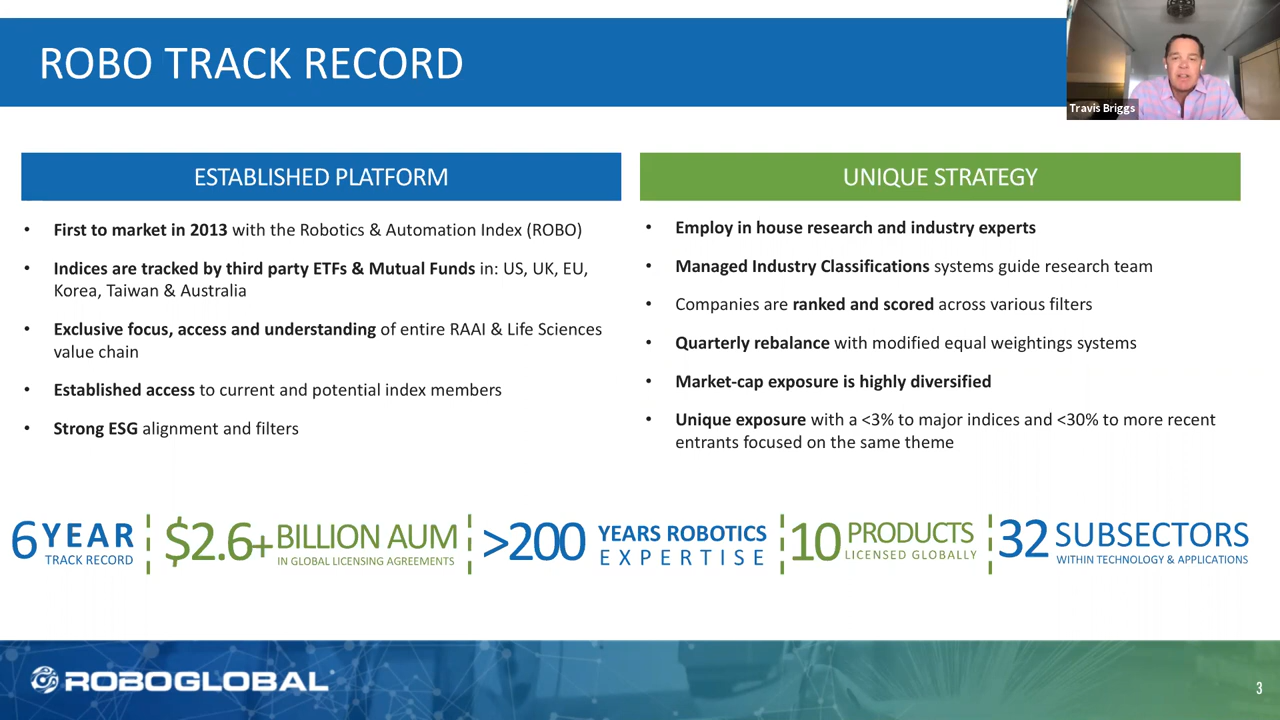 ROBO TRACK RECORD
Travis Briggs
ESTABLISHED PLATFORM
• First to market in 2013 with the Robotics & Automation Index (ROBO)
• Indices are tracked by third party ETFs & Mutual Funds in: US, UK, EU,
Korea, Taiwan & Australia
• Exclusive focus, access and understanding of entire RAAI & Life Sciences
value chain
• Established access to current and potential index members
• Strong ESG alignment and filters
UNIQUE STRATEGY
• Employ in house research and industry experts
• Managed Industry Classifications systems guide research team
• Companies are ranked and scored across various filters
• Quarterly rebalance with modified equal weightings systems
• Market-cap exposure is highly diversified
• Unique exposure with a <3% to major indices and <30% to more recent
entrants focused on the same theme
6 YEAR
TRACK RECORD
$2.6+ BILLION AUM
IN GLOBAL LICENSING AGREEMENTS
>200 YEARS ROBOTICS
EXPERTISE
10 PRODUCTS
LICENSED GLOBALLY
32 SUBSECTORS
WITHIN TECHNOLOGY & APPLICATIONS
ROBOGLOBAL
3